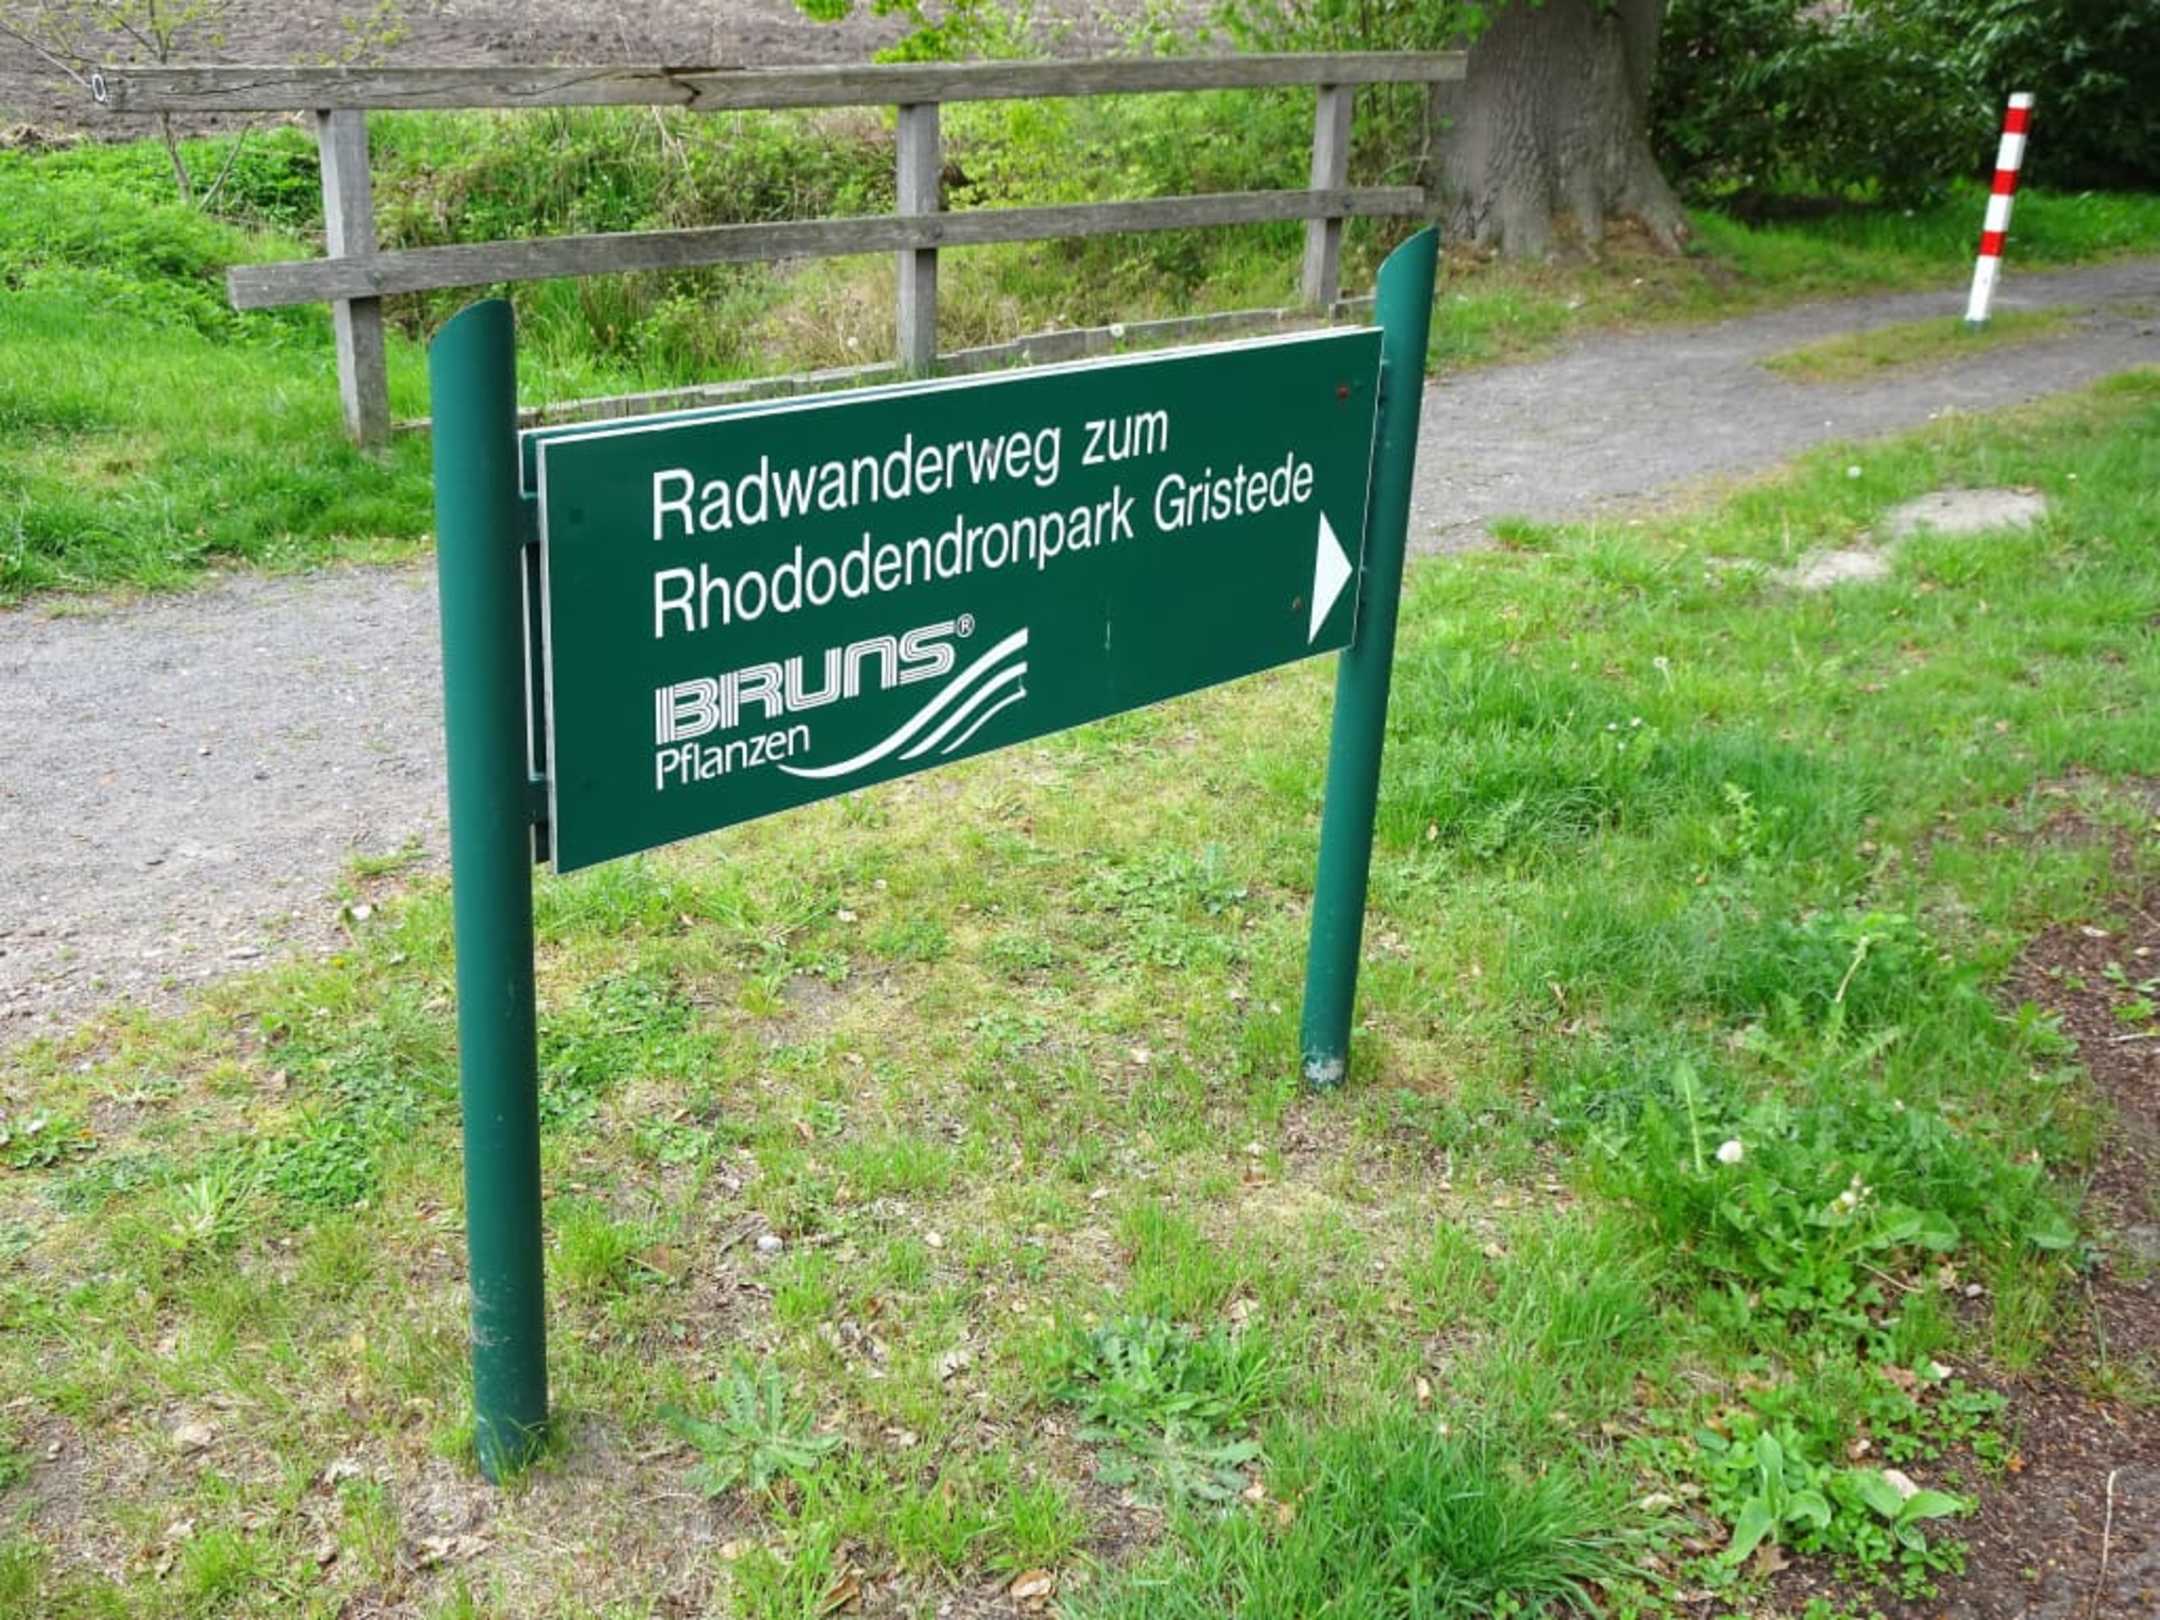 Radwanderweg zum
Rhododendronpark Gristede
BRUNS®
Pflanzen